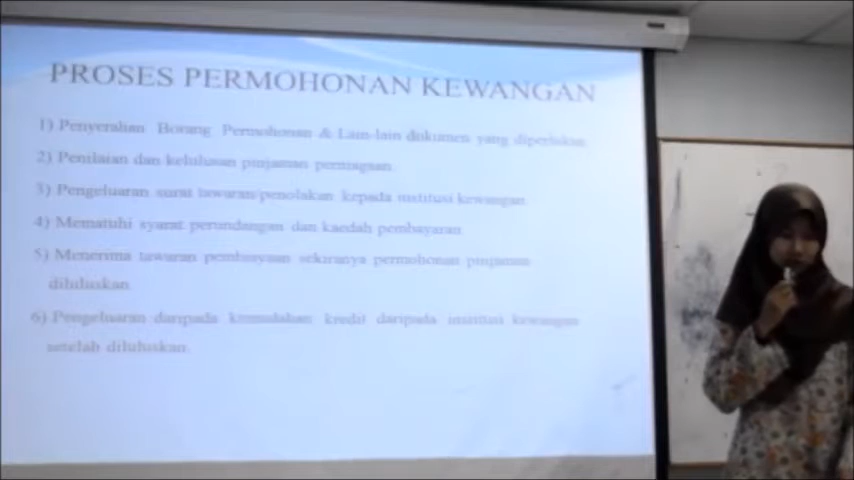 PROSES PERMOHONAN KEWANGAN
1) Penyerahan Borang Permohonan & Lain-lain dokumen yang diperlukan
2) Penilaian dan kelulusan pinjaman perniagaan
3) Pengeluaran surat tawaran/penolakan kepada institusi kewangan
4) Mematuhi syarat perundangan dan kaedah pembayaran
5) Menerima tawaran pembiayaan sekiranya permohonan pinjaman
diluluskan
6) Pengeluaran daripada kemudahan kredit daripada institusi kewangan
setelah diluluskan.